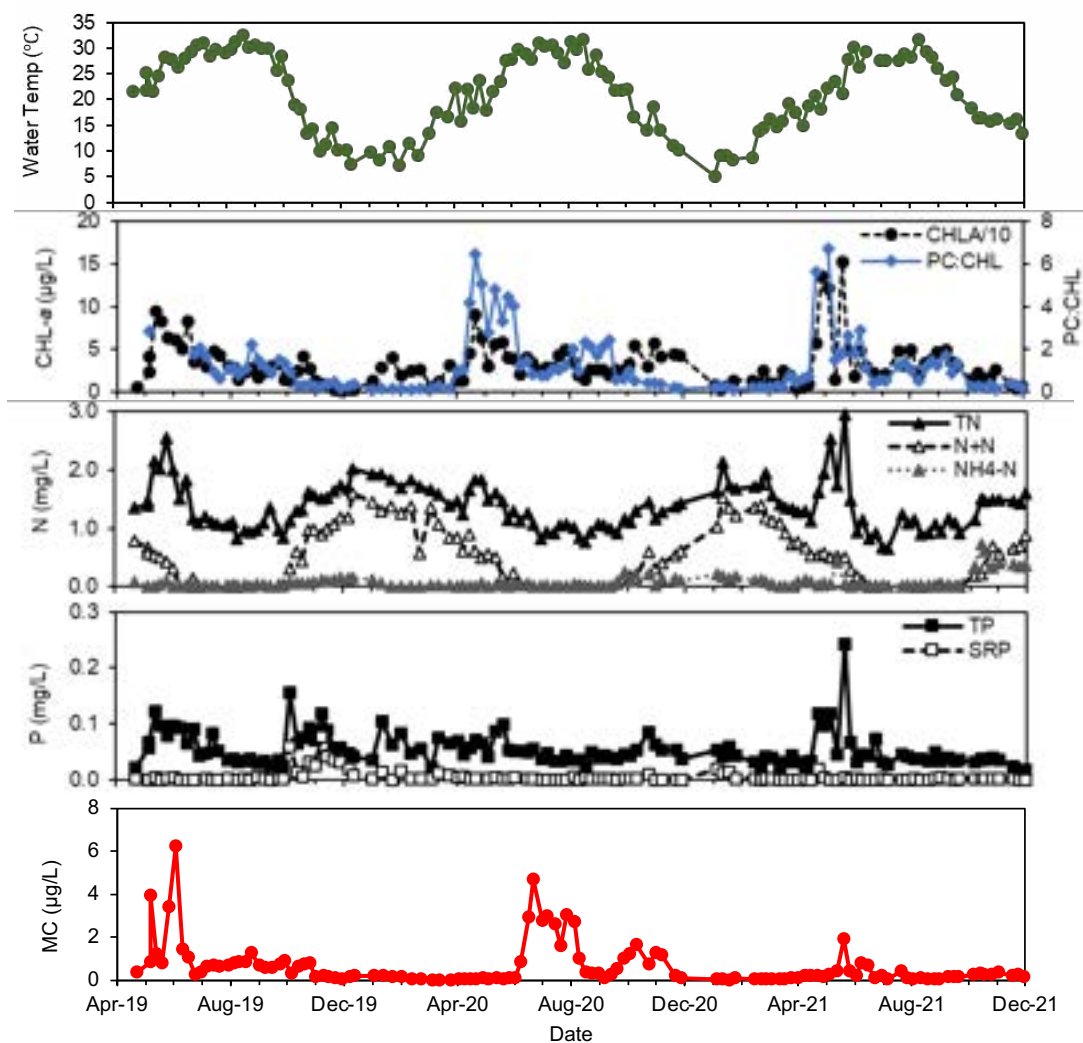 Water Temp (°C)
35
30
25
20
15
10
5
0
CHL-a (µg/L)
20
15
10
5
0
CHLA/10
PC:CHL
8
6
4
2
0
PC:CHL
N (mg/L)
3.0
2.0
1.0
0.0
TN
N+N
NH4-N
P (mg/L)
0.3
0.2
0.1
0.0
TP
SRP
MC (µg/L)
8
6
4
2
0
Apr-19 Aug-19 Dec-19 Apr-20 Aug-20 Dec-20 Apr-21 Aug-21 Dec-21
Date